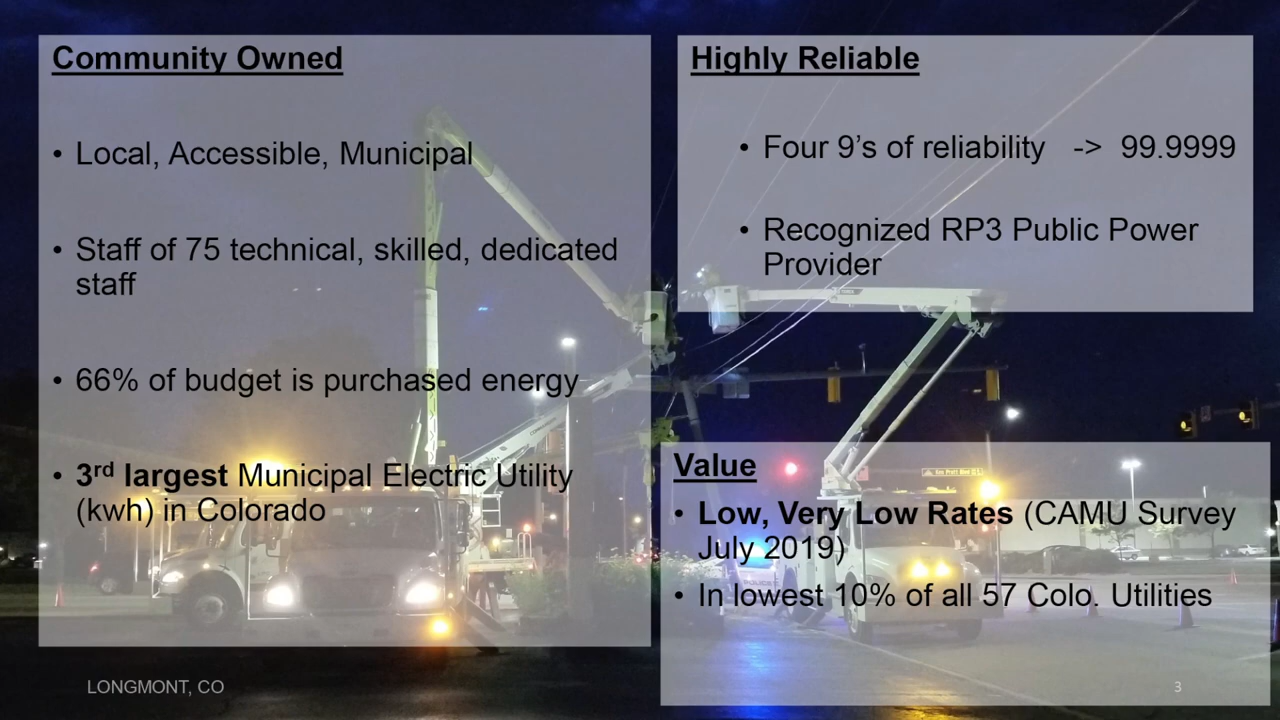 Community Owned
• Local, Accessible, Municipal
• Staff of 75 technical, skilled, dedicated
staff
• 66% of budget is purchased energy
• 3rd largest Municipal Electric Utility
(kwh) in Colorado
Highly Reliable
• Four 9’s of reliability -> 99.9999
• Recognized RP3 Public Power
Provider
Value
• Low, Very Low Rates (CAMU Survey
July 2019)
• In lowest 10% of all 57 Colo. Utilities
LONGMONT, CO
3